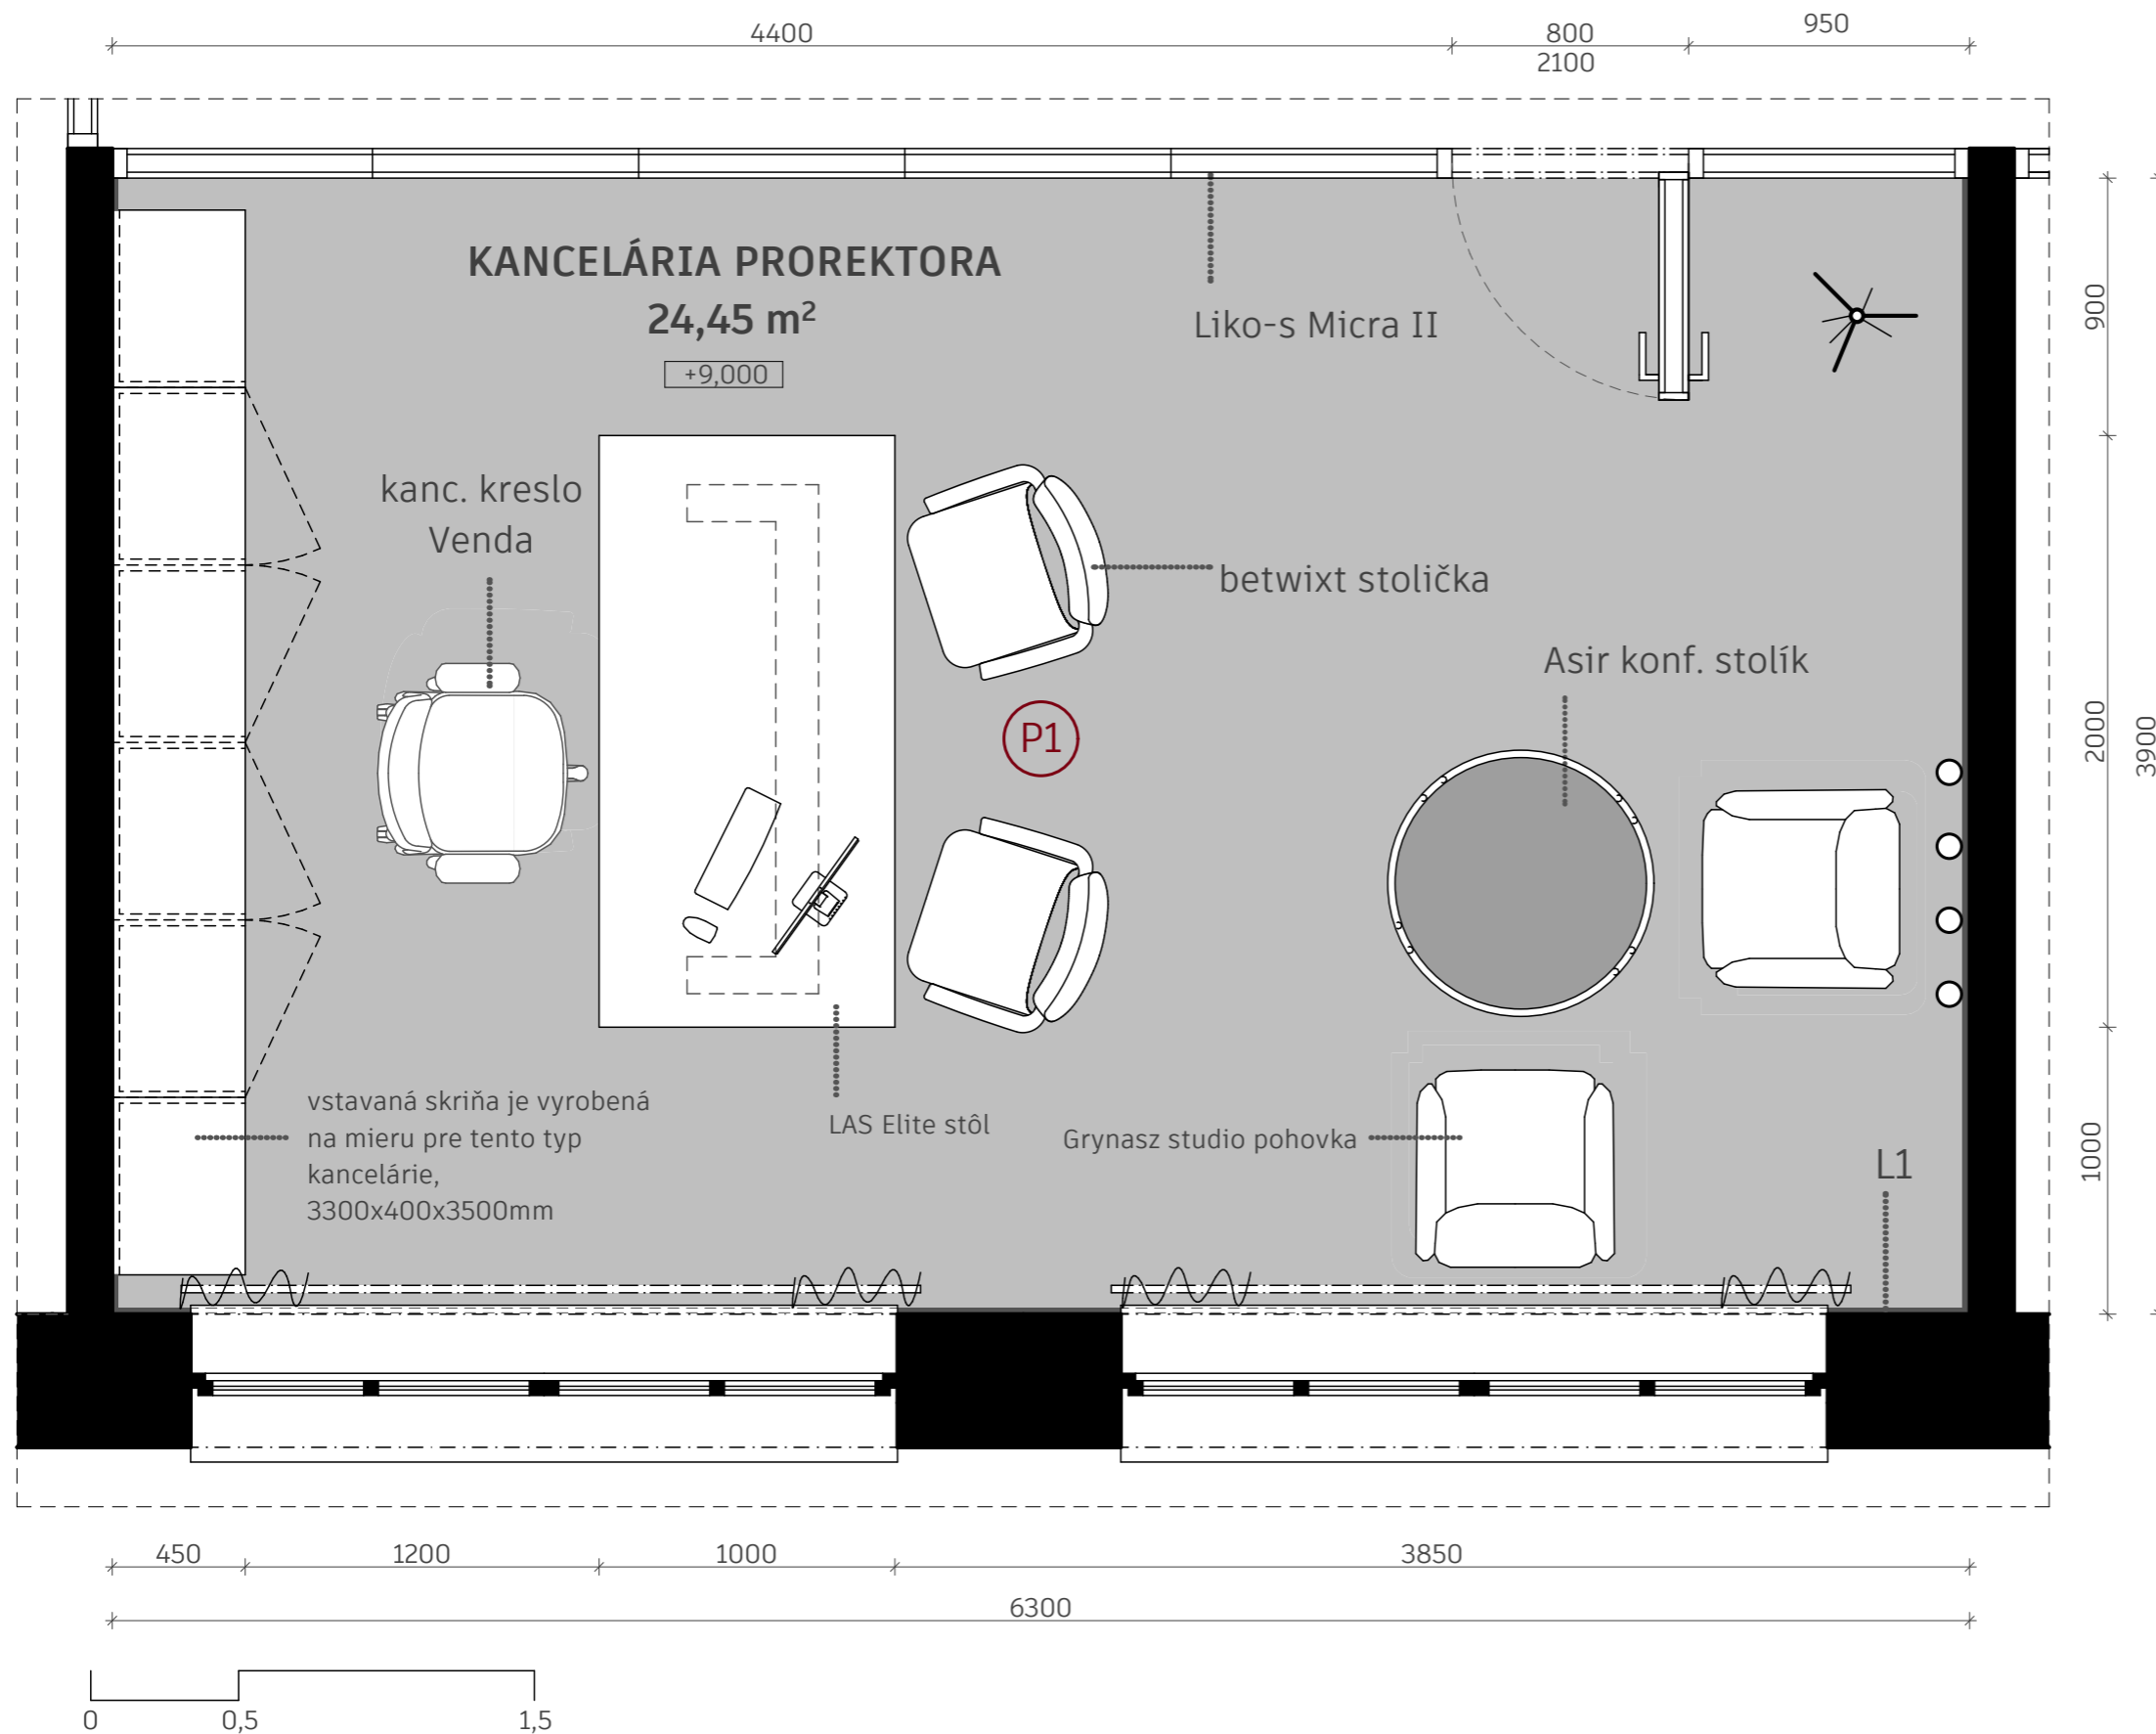 4400
800
2100
950
KANCELÁRIA PROREKTORA
24,45 m²
+9,000
Liko-s Micra II
900
kanc. kreslo
Venda
betwixt stolička
Asir konf. stolík
P1
2000
3900
vstavaná skriňa je vyrobená
na mieru pre tento typ
kancelárie,
3300x400x3500mm
LAS Elite stôl
Grynasz studio pohovka
L1
1000
450
1200
1000
3850
6300
0
0,5
1,5